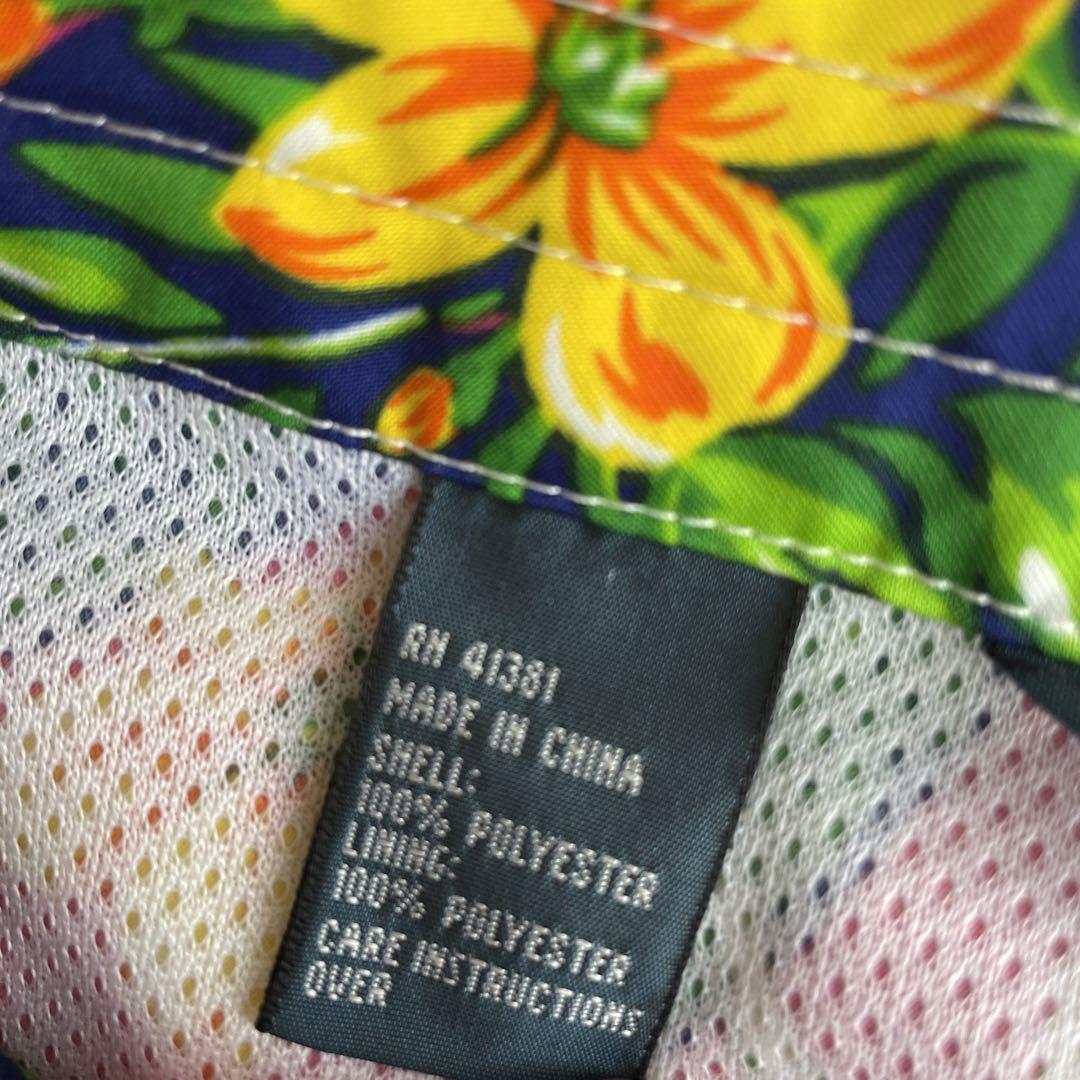 RN 41381
MADE IN CHINA
SHELL:
100% POLYESTER
LINING:
100% POLYESTER
CARE INSTRUCTIONS
OVER